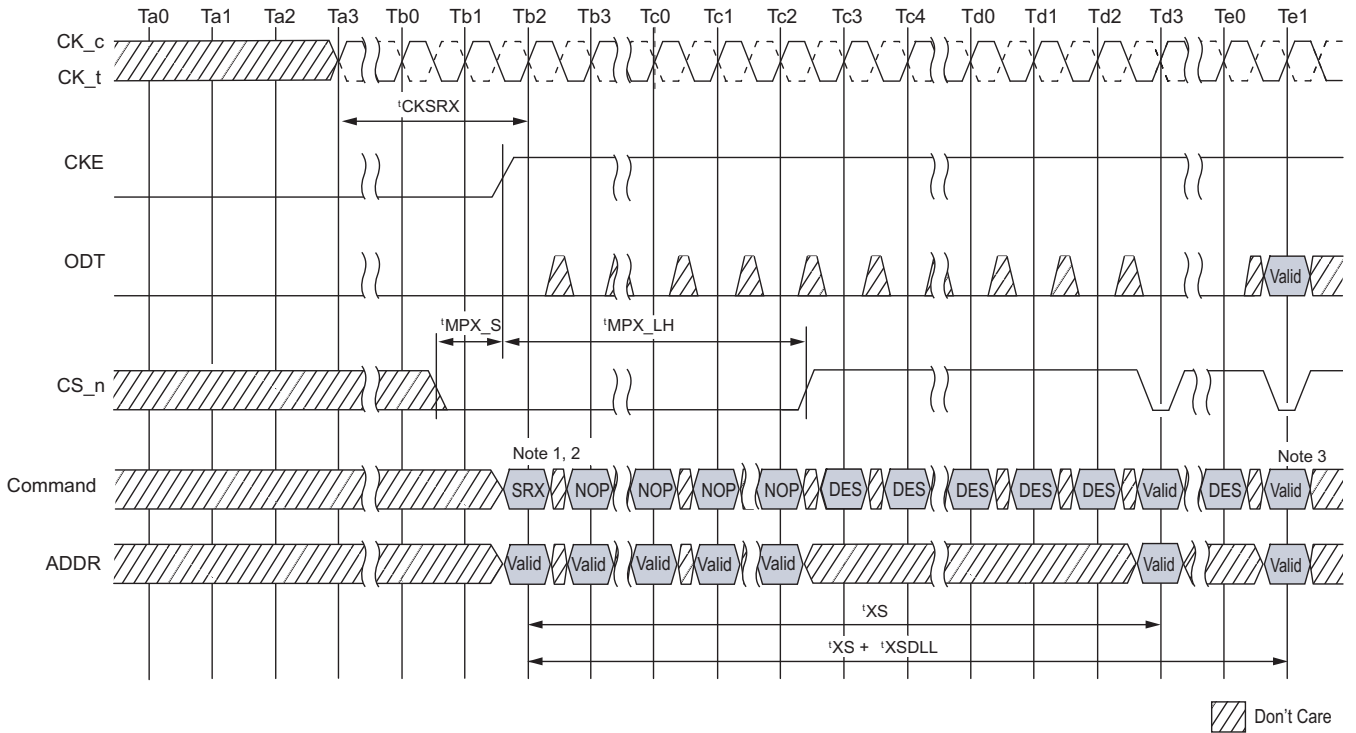 Ta0 Ta1 Ta2 Ta3 Tb0 Tb1 Tb2 Tb3 Tc0 Tc1 Tc2 Tc3 Tc4 Td0 Td1 Td2 Td3 Te0 Te1
CK_c
CK_t
tCKSRX
CKE
ODT
Valid
tMPX_S tMPX_LH
CS_n
Note 1, 2 Note 3
Command SRX NOP NOP NOP NOP DES DES DES DES DES Valid DES Valid
ADDR Valid Valid Valid Valid Valid Valid Valid
tXS
tXS + tXSDLL
Don't Care